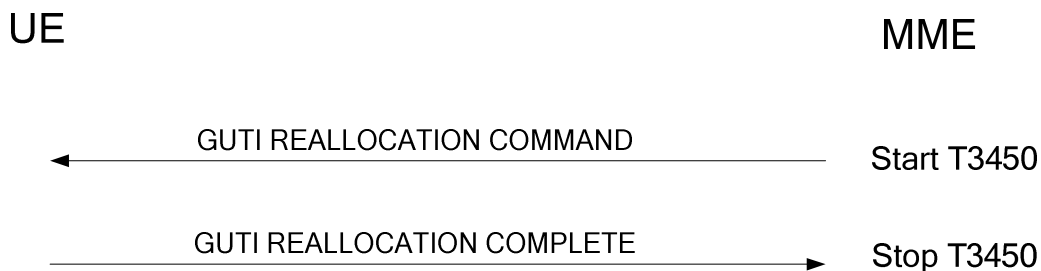 UE
MME
GUTI REALLOCATION COMMAND
Start T3450
GUTI REALLOCATION COMPLETE
Stop T3450